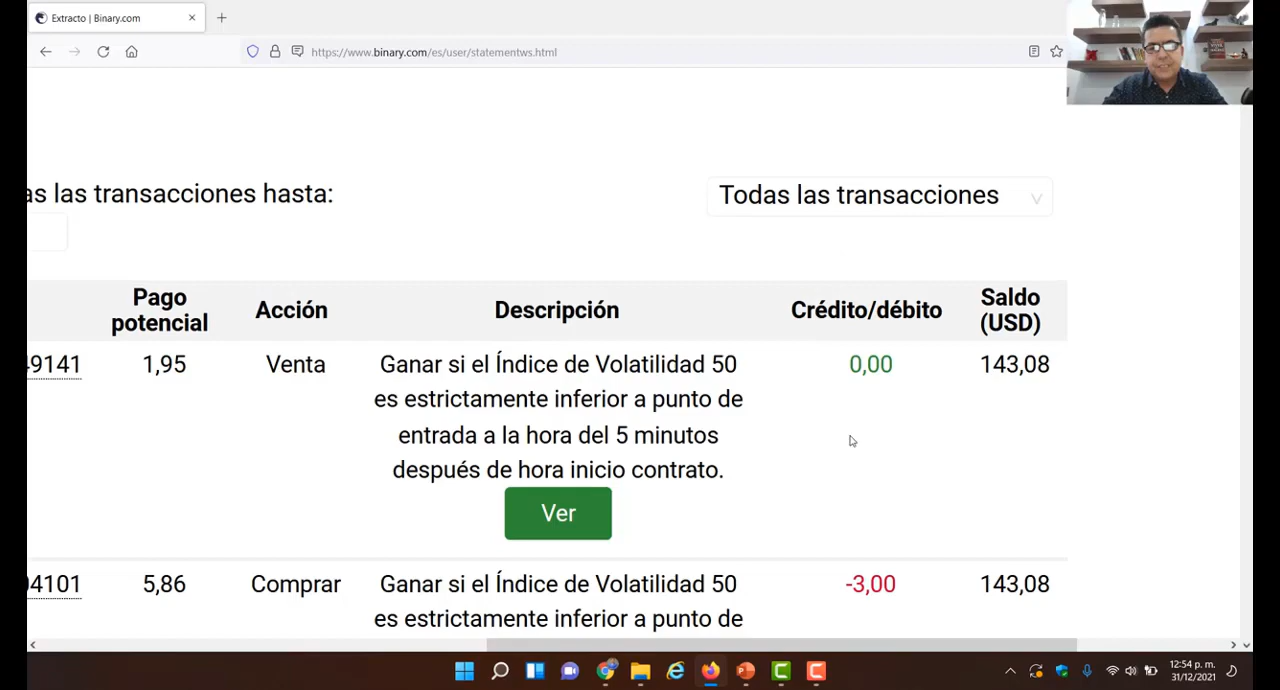 Extracto | Binary.com
https://www.binary.com/es/user/statementws.html
as las transacciones hasta:
Todas las transacciones
Pago potencial
Acción
Descripción
Crédito/débito
Saldo (USD)
49141
1,95
Venta
Ganar si el Índice de Volatilidad 50
es estrictamente inferior a punto de
entrada a la hora del 5 minutos
después de hora inicio contrato.
0,00
143,08
Ver
04101
5,86
Comprar
Ganar si el Índice de Volatilidad 50
es estrictamente inferior a punto de
-3,00
143,08
12:54 p. m.
31/12/2021